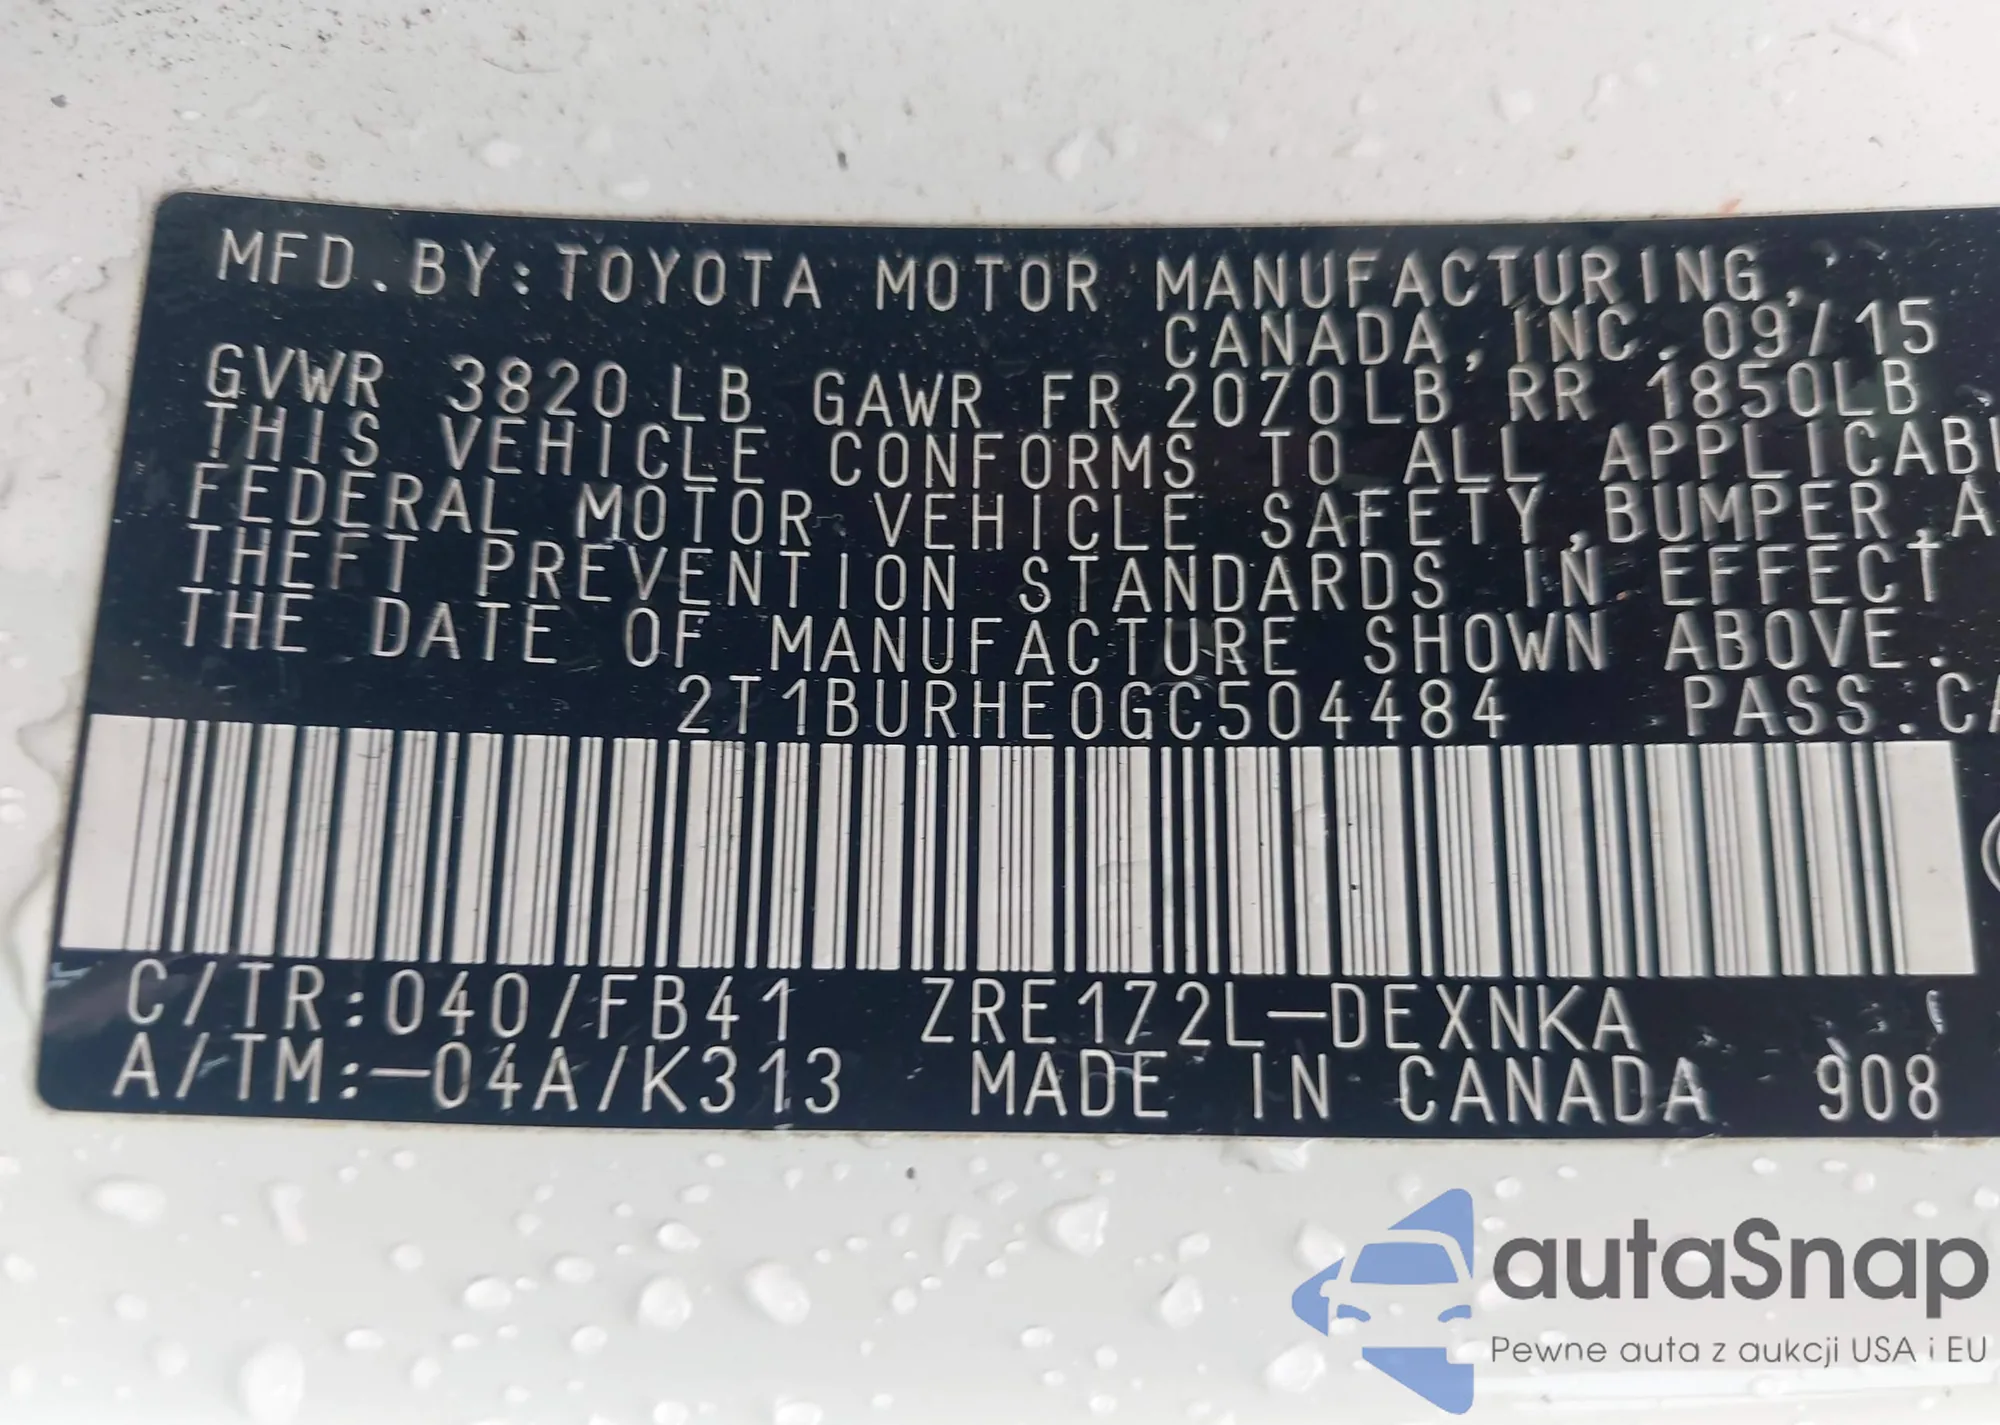 MFD.BY:TOYOTA MOTOR MANUFACTURING,
CANADA,INC.09/15
GVWR 3820LB GAWR FR 2070LB RR 1850LB
THIS VEHICLE CONFORMS TO ALL APPLICABL
FEDERAL MOTOR VEHICLE SAFETY,BUMPER,A
THEFT PREVENTION STANDARDS IN EFFECT
THE DATE OF MANUFACTURE SHOWN ABOVE.
2T1BURHE0GC504484 PASS.CA
C/TR:040/FB41 ZRE172L-DEXNKA
A/TM:-04A/K313 MADE IN CANADA 908
autaSnap
Pewne auta z aukcji USA i EU